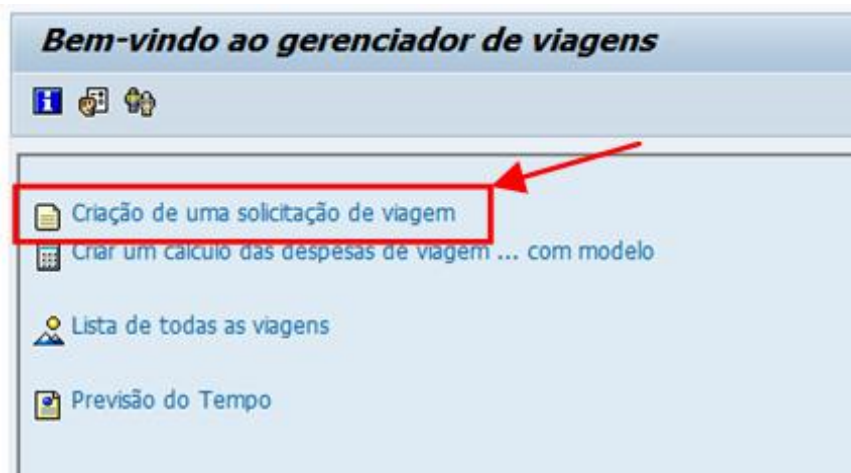 Bem-vindo ao gerenciador de viagens
Criação de uma solicitação de viagem
Criar um cálculo das despesas de viagem ... com modelo
Lista de todas as viagens
Previsão do Tempo